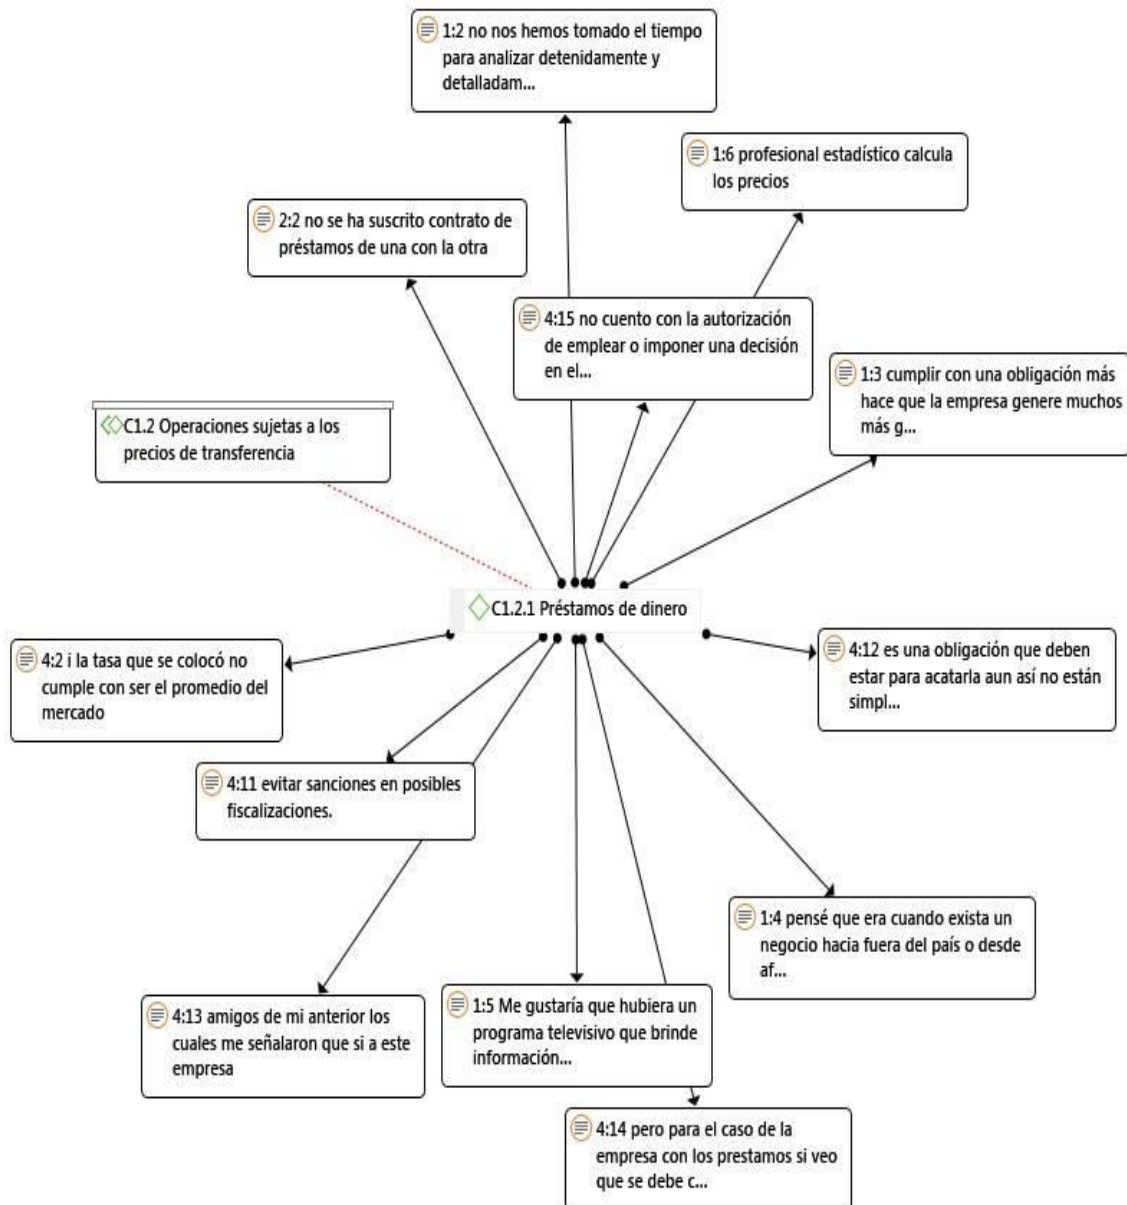 1:2 no nos hemos tomado el tiempo
para analizar detenidamente y
detalladam...
1:6 profesional estadístico calcula
los precios
2:2 no se ha suscrito contrato de
préstamos de una con la otra
4:15 no cuento con la autorización
de emplear o imponer una decisión
en el...
1:3 cumplir con una obligación más
hace que la empresa genere muchos
más g...
C1.2 Operaciones sujetas a los
precios de transferencia
C1.2.1 Préstamos de dinero
4:2 i la tasa que se colocó no
cumple con ser el promedio del
mercado
4:12 es una obligación que deben
estar para acatarla aun así no están
simpl...
4:11 evitar sanciones en posibles
fiscalizaciones.
1:4 pensé que era cuando exista un
negocio hacia fuera del país o desde
af...
4:13 amigos de mi anterior los
cuales me señalaron que si a este
empresa
1:5 Me gustaría que hubiera un
programa televisivo que brinde
información...
4:14 pero para el caso de la
empresa con los prestamos si veo
que se debe c...